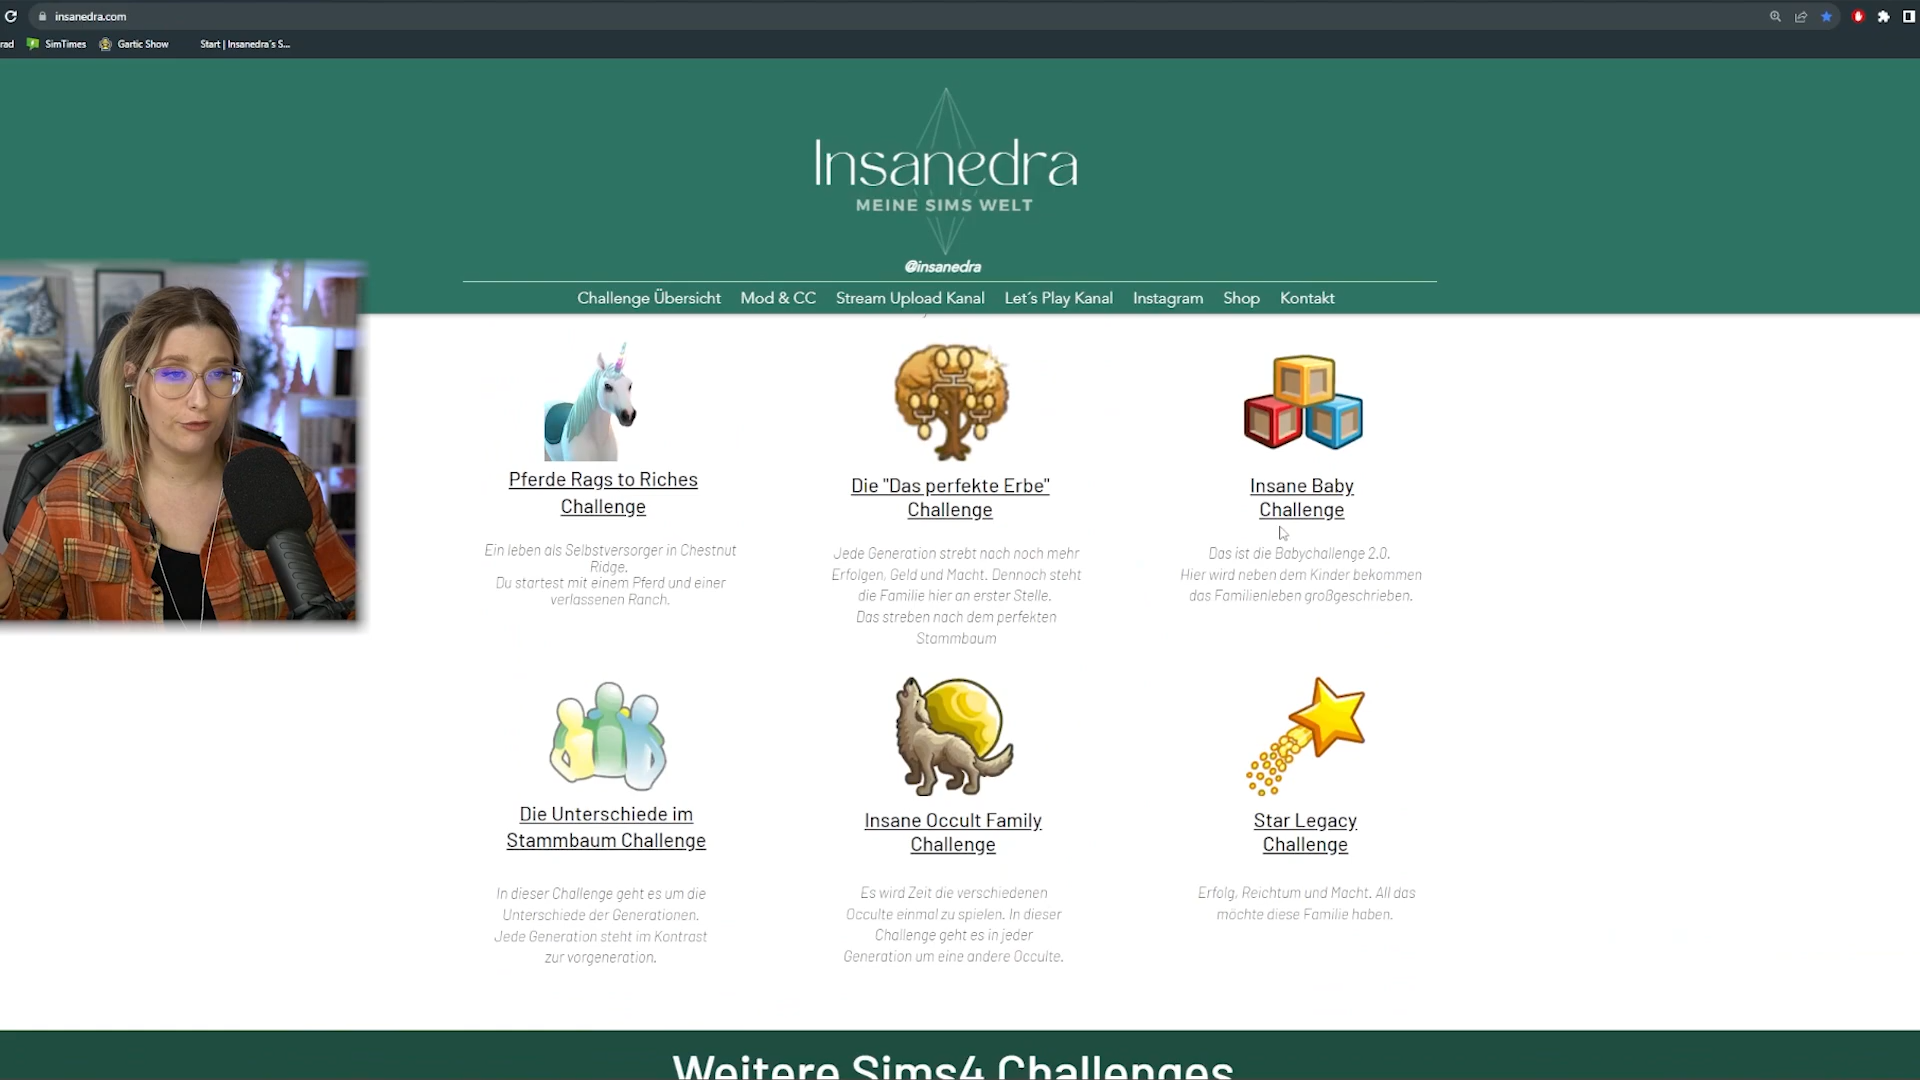 insanedra.com
rad
SimTimes
Gartic Show
Start | Insanedra´s S...
Insanedra
MEINE SIMS WELT
@insanedra
Challenge Übersicht
Mod & CC
Stream Upload Kanal
Let´s Play Kanal
Instagram
Shop
Kontakt
Pferde Rags to Riches
Challenge
Ein leben als Selbstversorger in Chestnut
Ridge.
Du startest mit einem Pferd und einer
verlassenen Ranch.
Die "Das perfekte Erbe"
Challenge
Jede Generation strebt nach noch mehr
Erfolgen, Geld und Macht. Dennoch steht
die Familie hier an erster Stelle.
Das streben nach dem perfekten
Stammbaum
Insane Baby
Challenge
Das ist die Babychallenge 2.0.
Hier wird neben dem Kinder bekommen
das Familienleben großgeschrieben.
Die Unterschiede im
Stammbaum Challenge
In dieser Challenge geht es um die
Unterschiede der Generationen.
Jede Generation steht im Kontrast
zur vorgeneration.
Insane Occult Family
Challenge
Es wird Zeit die verschiedenen
Occulte einmal zu spielen. In dieser
Challenge geht es in jeder
Generation um eine andere Occulte.
Star Legacy
Challenge
Erfolg, Reichtum und Macht. All das
möchte diese Familie haben.
Weitere Sims4 Challenges